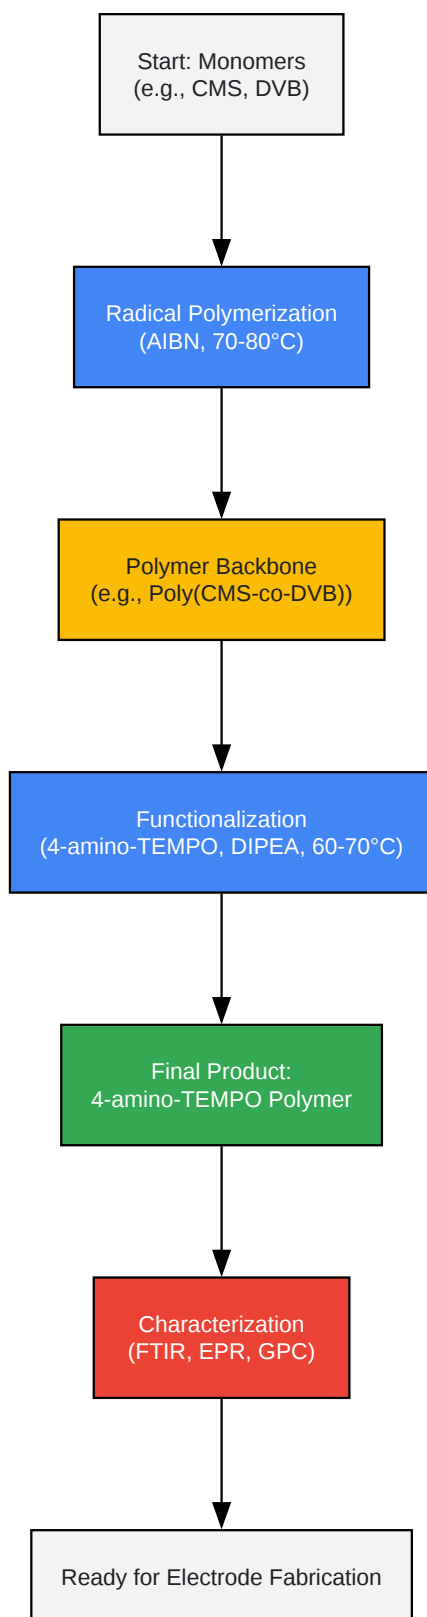 Start: Monomers
(e.g., CMS, DVB)
Radical Polymerization
(AIBN, 70-80°C)
Polymer Backbone
(e.g., Poly(CMS-co-DVB))
Functionalization
(4-amino-TEMPO, DIPEA, 60-70°C)
Final Product:
4-amino-TEMPO Polymer
Characterization
(FTIR, EPR, GPC)
Ready for Electrode Fabrication